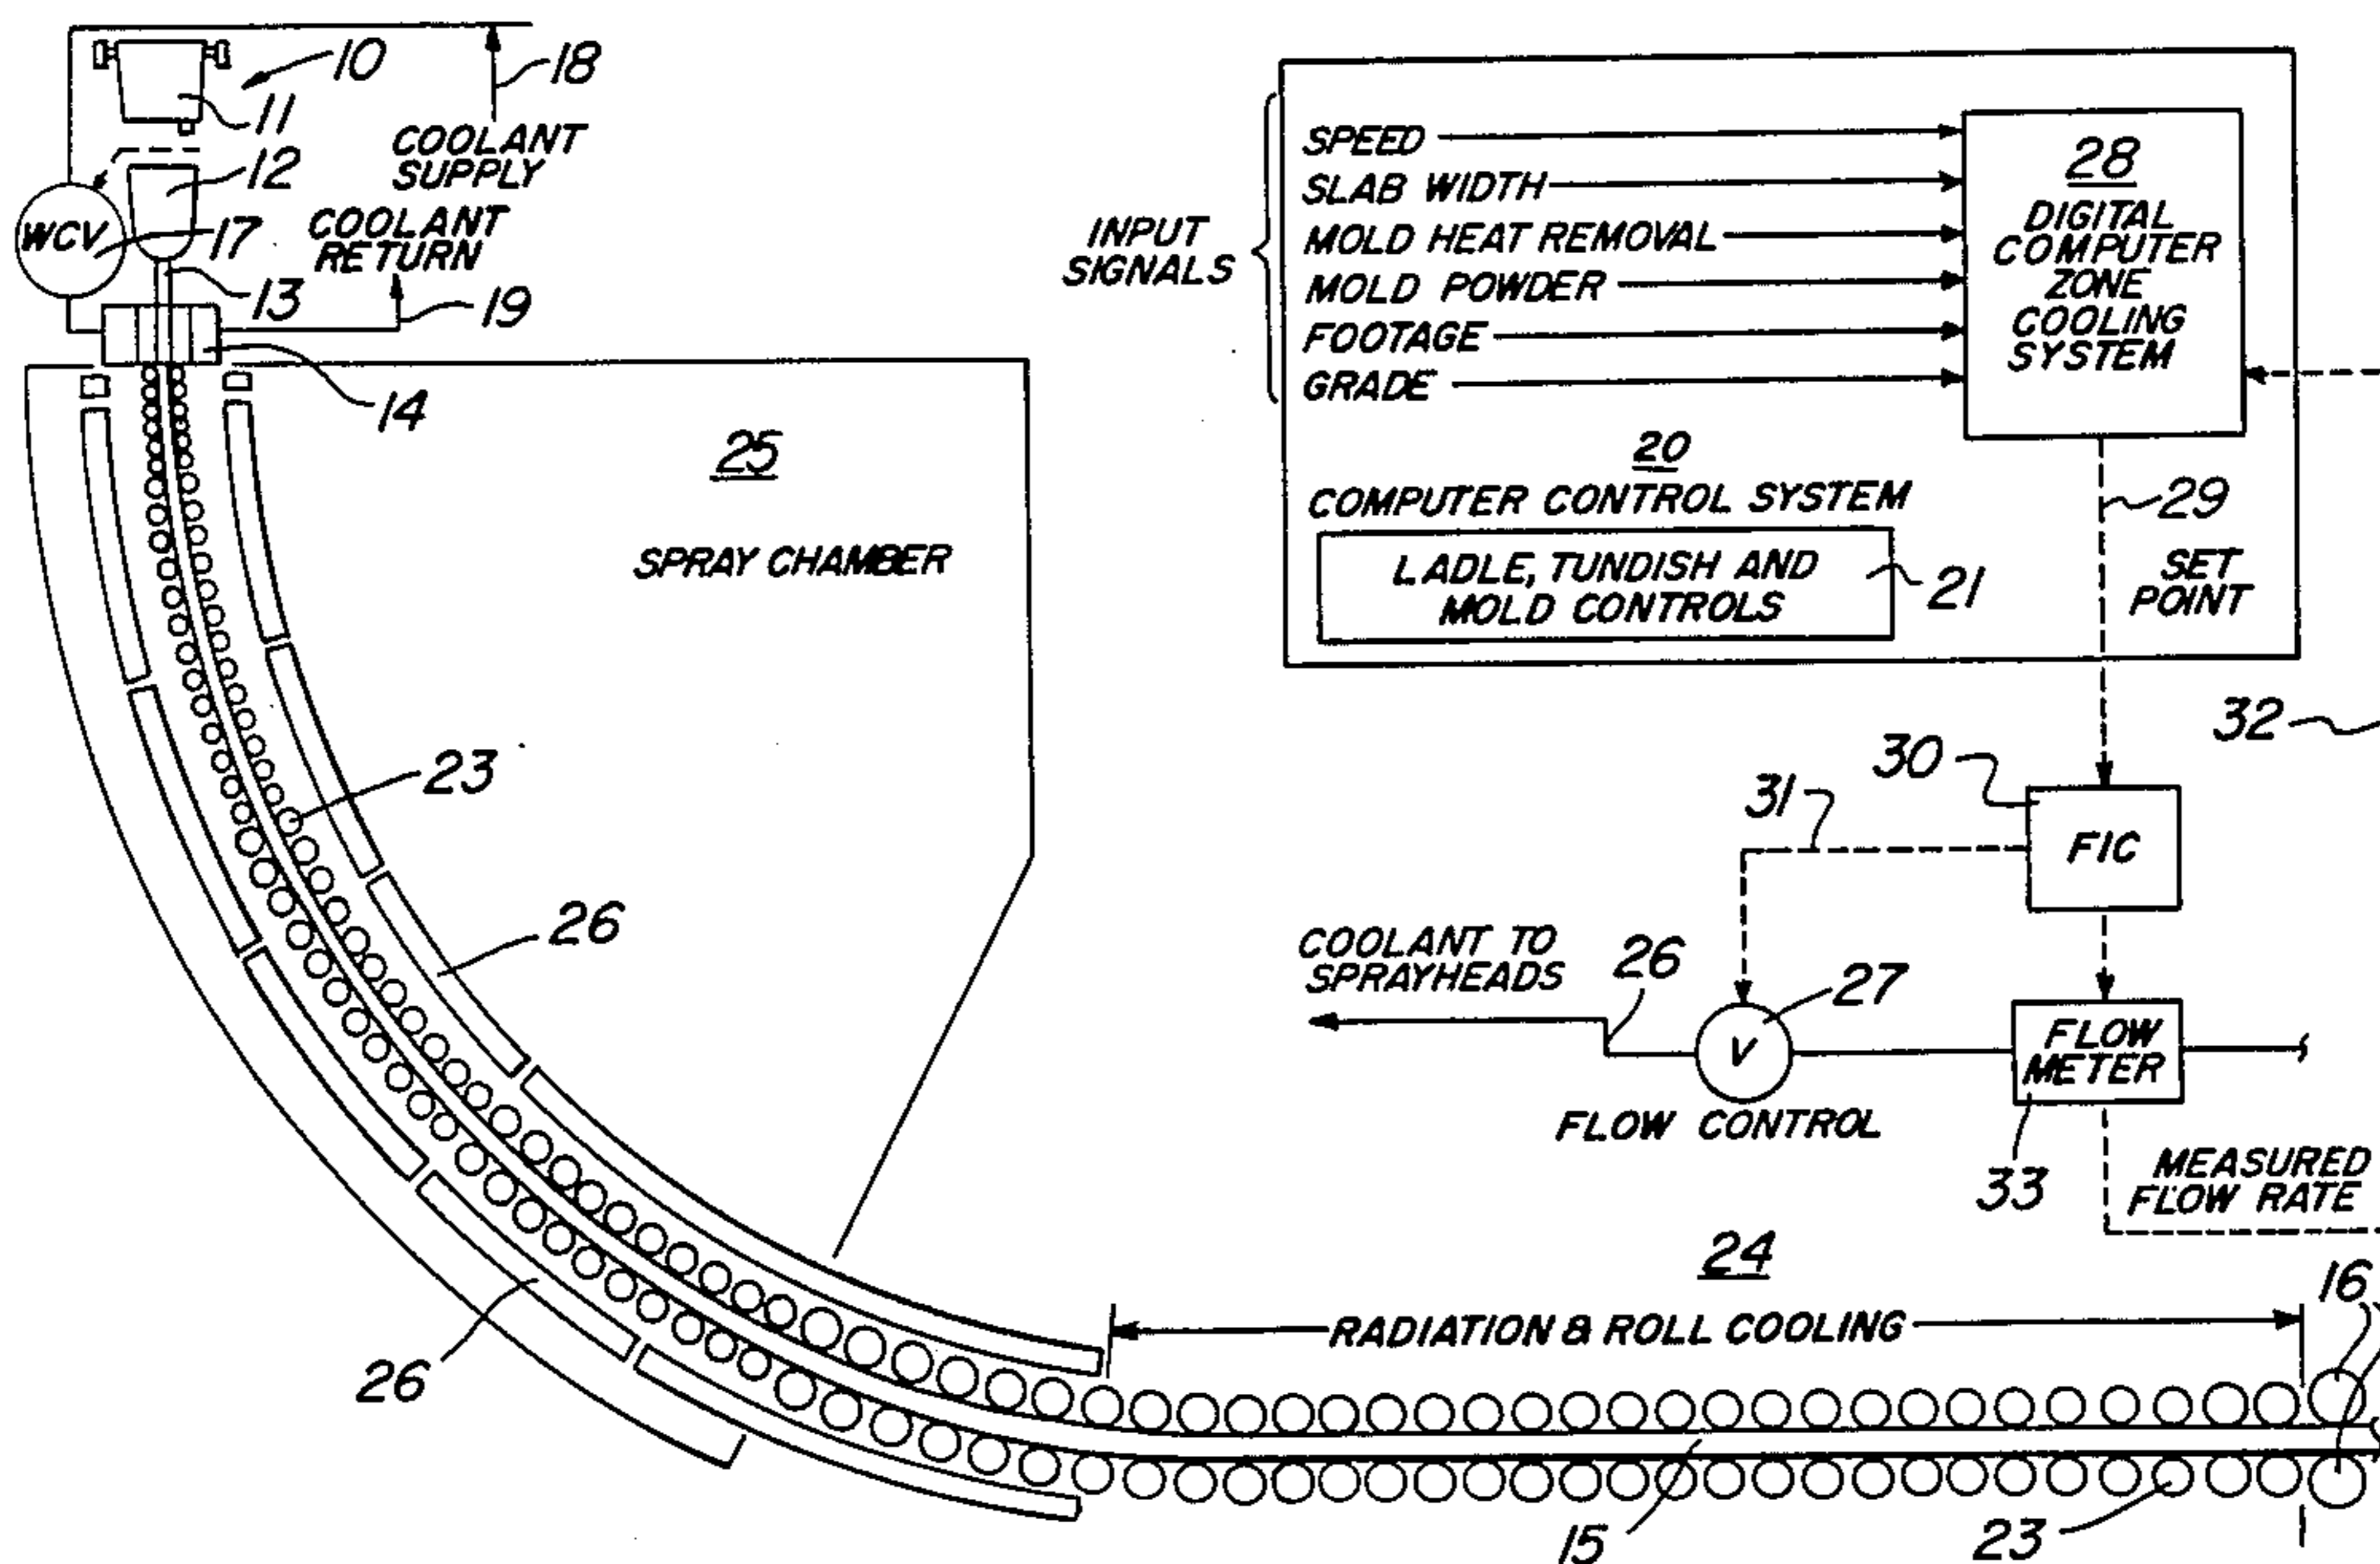 10
18
11
COOLANT
SUPPLY
12
WCV
17
COOLANT
RETURN
13
19
14
25
SPRAY CHAMBER
23
26
26
INPUT
SIGNALS
SPEED
SLAB WIDTH
MOLD HEAT REMOVAL
MOLD POWDER
FOOTAGE
GRADE
28
DIGITAL
COMPUTER
ZONE
COOLING
SYSTEM
20
COMPUTER CONTROL SYSTEM
LADLE, TUNDISH AND
MOLD CONTROLS
21
29
SET
POINT
32
30
31
FIC
COOLANT TO
SPRAYHEADS
26
27
V
FLOW
METER
FLOW CONTROL
33
MEASURED
FLOW RATE
24
16
RADIATION & ROLL COOLING
15
23